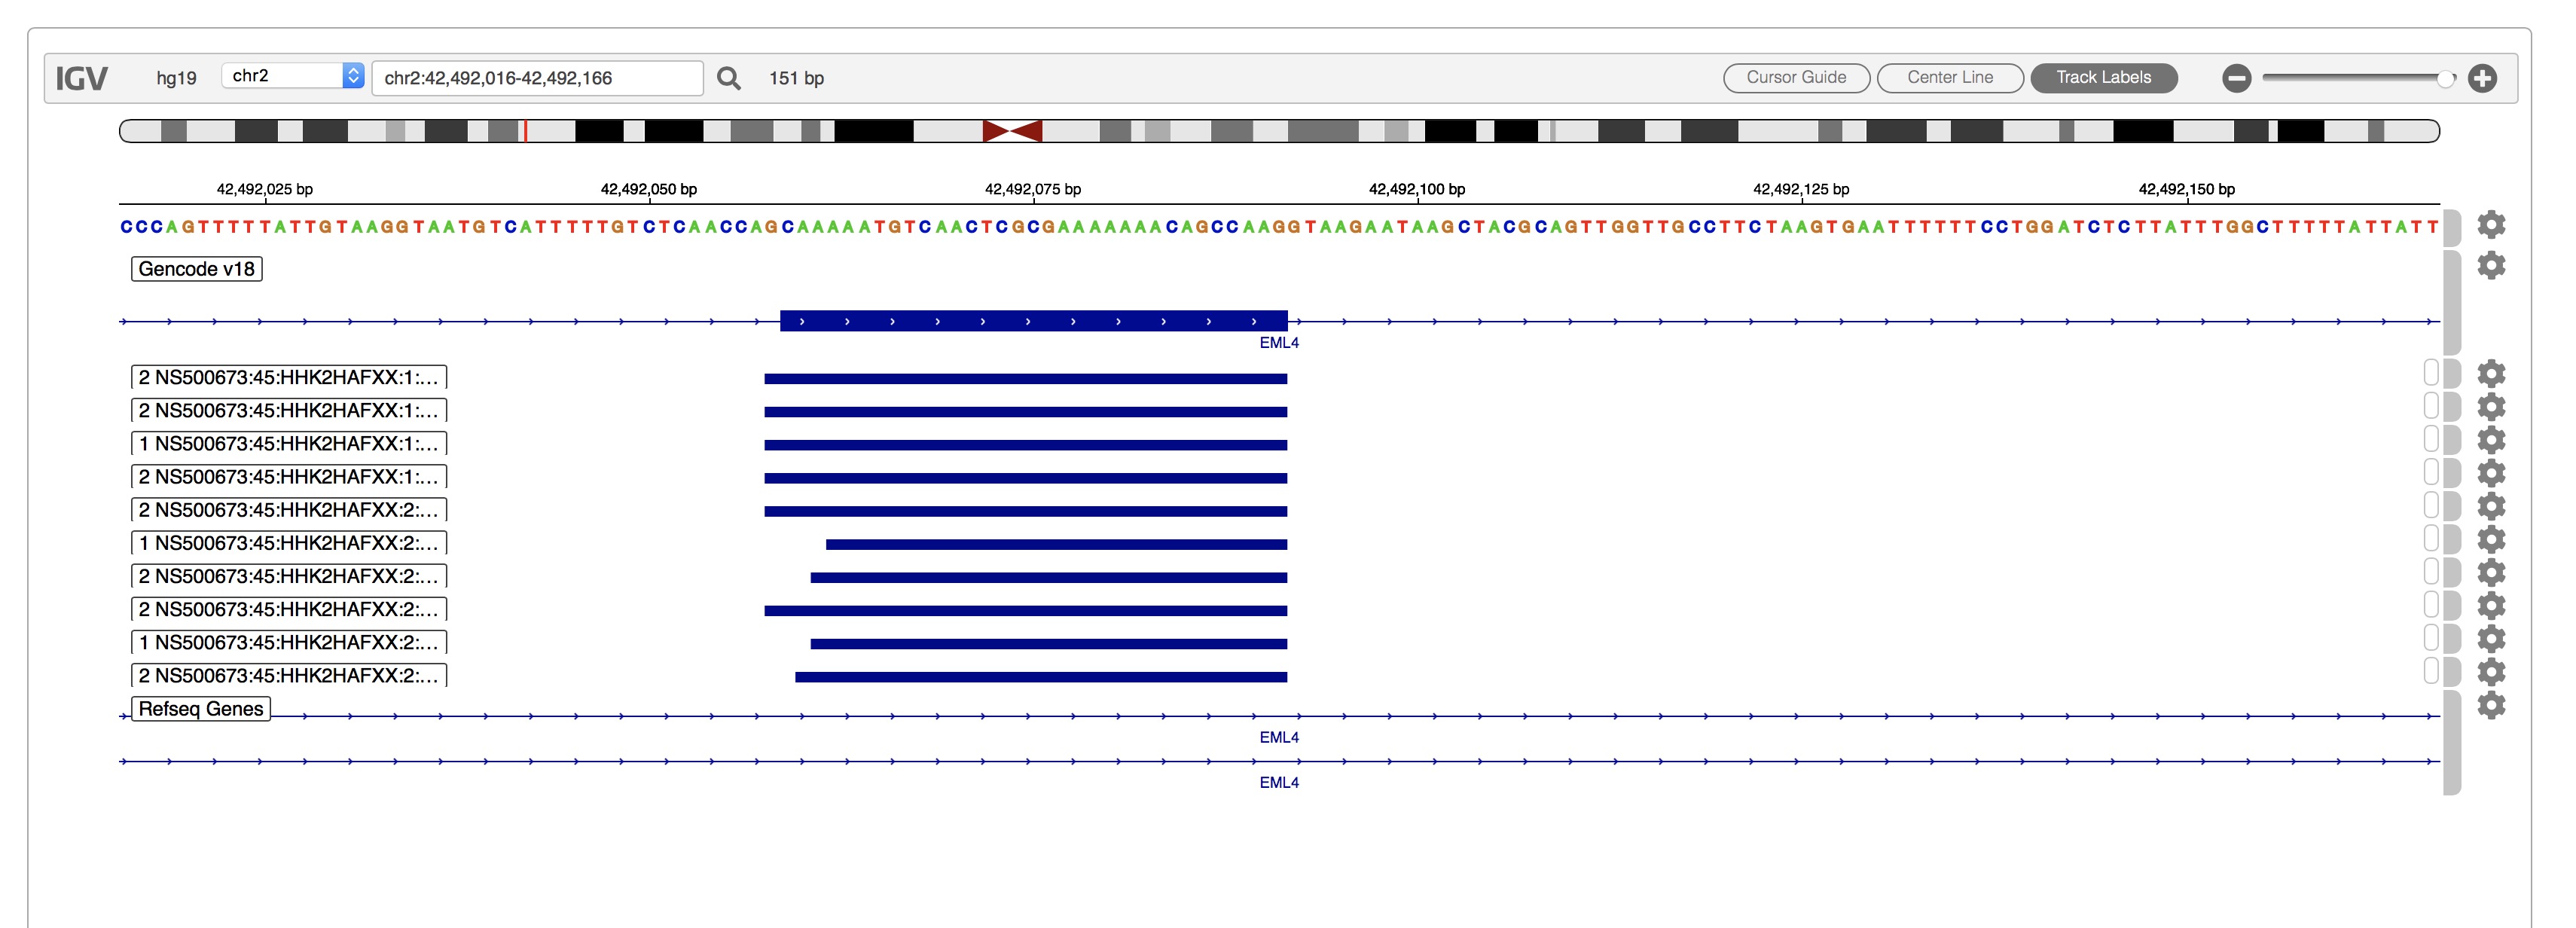 IGV hg19 chr2 chr2:42,492,016-42,492,166 151 bp Cursor Guide Center Line Track Labels
42,492,025 bp 42,492,050 bp 42,492,075 bp 42,492,100 bp 42,492,125 bp 42,492,150 bp
CCCAGTTTTTATTGTAAGGTAATGTCATTTTTGTCTCAACCAGCAAAAATGTCAACTCGCGAAAAAAACAGCCAAGGTAAGAATAAGCTACGCAGTTGGTTGCCTTCTAAGTGAATTTTTTCCTGGATCTCTTATTTGGCTTTTTATTATT
Gencode v18
EML4
2 NS500673:45:HHK2HAFXX:1:...
2 NS500673:45:HHK2HAFXX:1:...
1 NS500673:45:HHK2HAFXX:1:...
2 NS500673:45:HHK2HAFXX:1:...
2 NS500673:45:HHK2HAFXX:2:...
1 NS500673:45:HHK2HAFXX:2:...
2 NS500673:45:HHK2HAFXX:2:...
2 NS500673:45:HHK2HAFXX:2:...
1 NS500673:45:HHK2HAFXX:2:...
2 NS500673:45:HHK2HAFXX:2:...
Refseq Genes
EML4
EML4